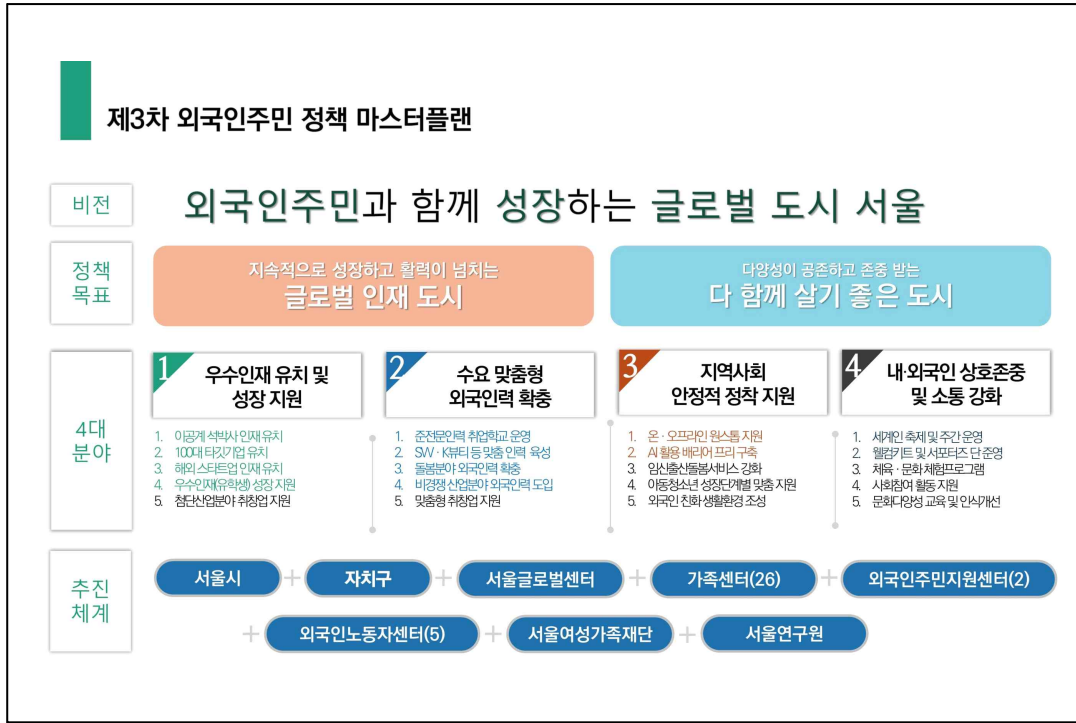 제3차 외국인주민 정책 마스터플랜
비전
외국인주민과 함께 성장하는 글로벌 도시 서울
정책
목표
지속적으로 성장하고 활력이 넘치는
글로벌 인재 도시
다양성이 공존하고 존중 받는
다 함께 살기 좋은 도시
4대
분야
1
우수인재 유치 및
성장 지원
1. 이공계 석박사 인재 유치
2. 100대 타깃기업 유치
3. 해외 스타트업 인재 유치
4. 우수인재(유학생) 성장 지원
5. 첨단산업분야 취창업 지원
2
수요 맞춤형
외국인력 확충
1. 준전문인력 취업학교 운영
2. SW·K뷰티 등 맞춤 인력 육성
3. 돌봄분야 외국인력 확충
4. 비경쟁 산업분야 외국인력 도입
5. 맞춤형 취창업 지원
3
지역사회
안정적 정착 지원
1. 온·오프라인 원스톱 지원
2. AI 활용 배리어 프리 구축
3. 임신출산돌봄서비스 강화
4. 아동청소년 성장단계별 맞춤 지원
5. 외국인 친화 생활환경 조성
4
내·외국인 상호존중
및 소통 강화
1. 세계인 축제 및 주간 운영
2. 웰컴키트 및 서포터즈 단 운영
3. 체육·문화 체험프로그램
4. 사회참여 활동 지원
5. 문화다양성 교육 및 인식개선
추진
체계
서울시 + 자치구 + 서울글로벌센터 + 가족센터(26) + 외국인주민지원센터(2)
+ 외국인노동자센터(5) + 서울여성가족재단 + 서울연구원